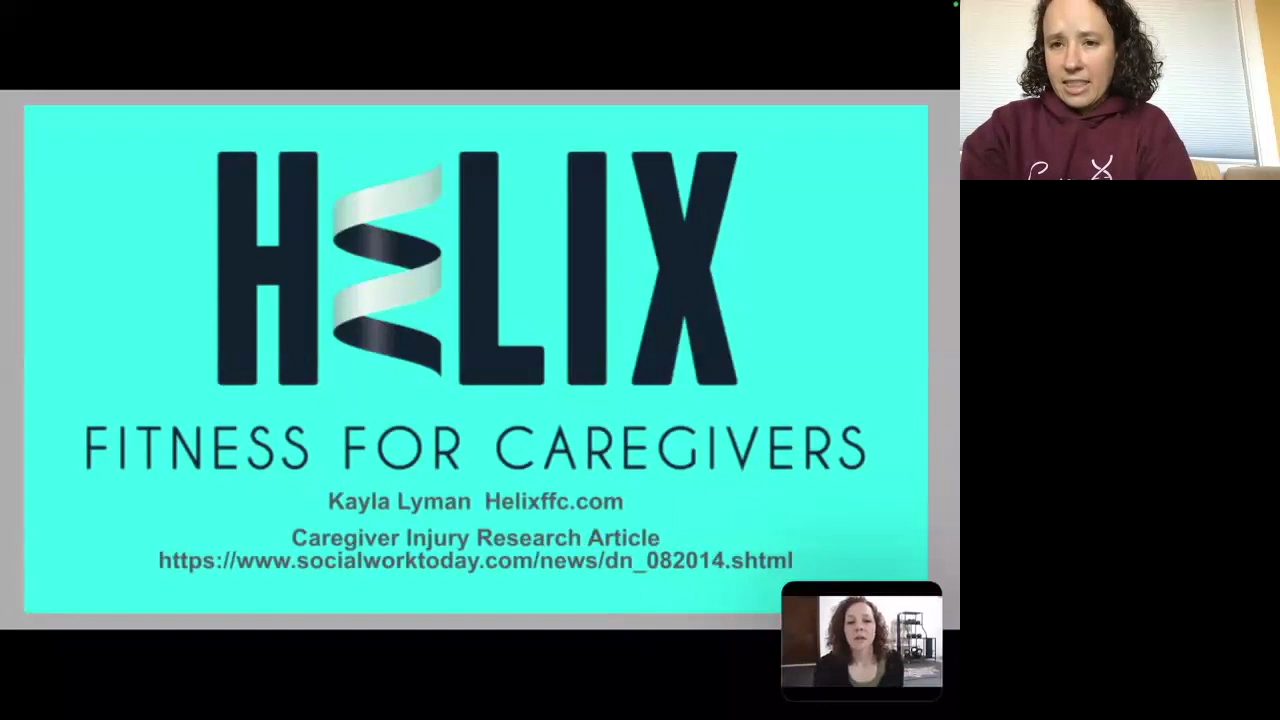 HELIX
FITNESS FOR CAREGIVERS
Kayla Lyman Helixffc.com
Caregiver Injury Research Article
https://www.socialworktoday.com/news/dn_082014.shtml